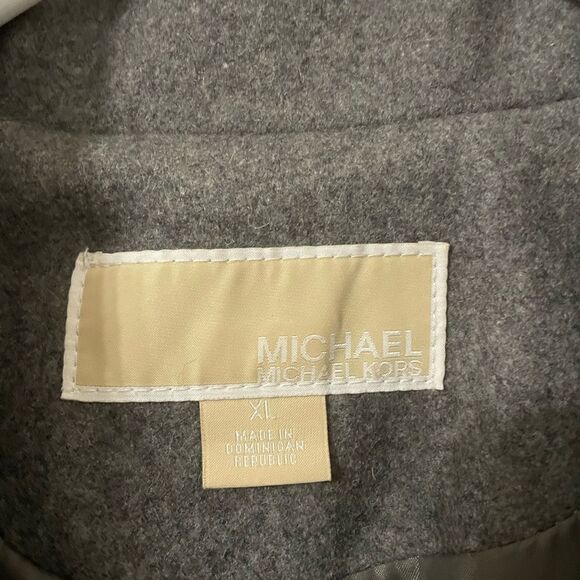 MICHAEL
MICHAEL KORS
XL
MADE IN
DOMINICAN
REPUBLIC